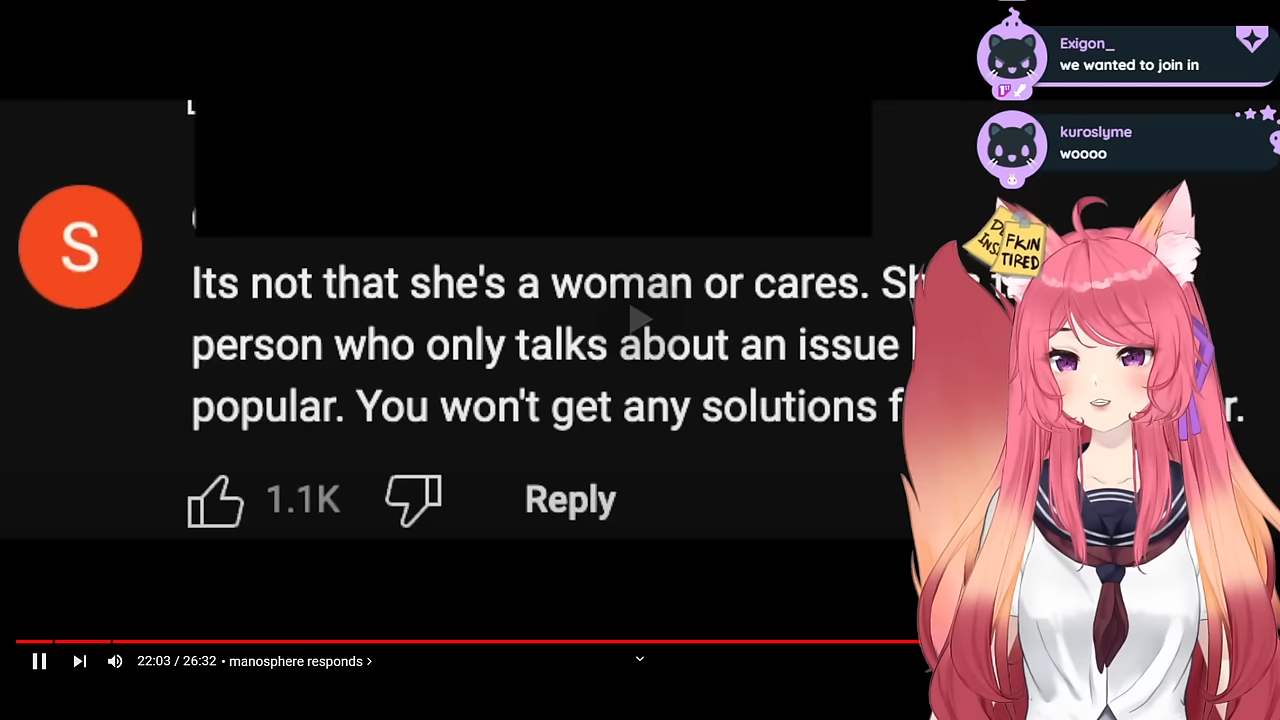 Exigon_
we wanted to join in
kuroslyme
woooo
FKIN
TIRED
S
Its not that she's a woman or cares.
person who only talks about an issue
popular. You won't get any solutions
1.1K Reply
22:03 / 26:32 • manosphere responds >